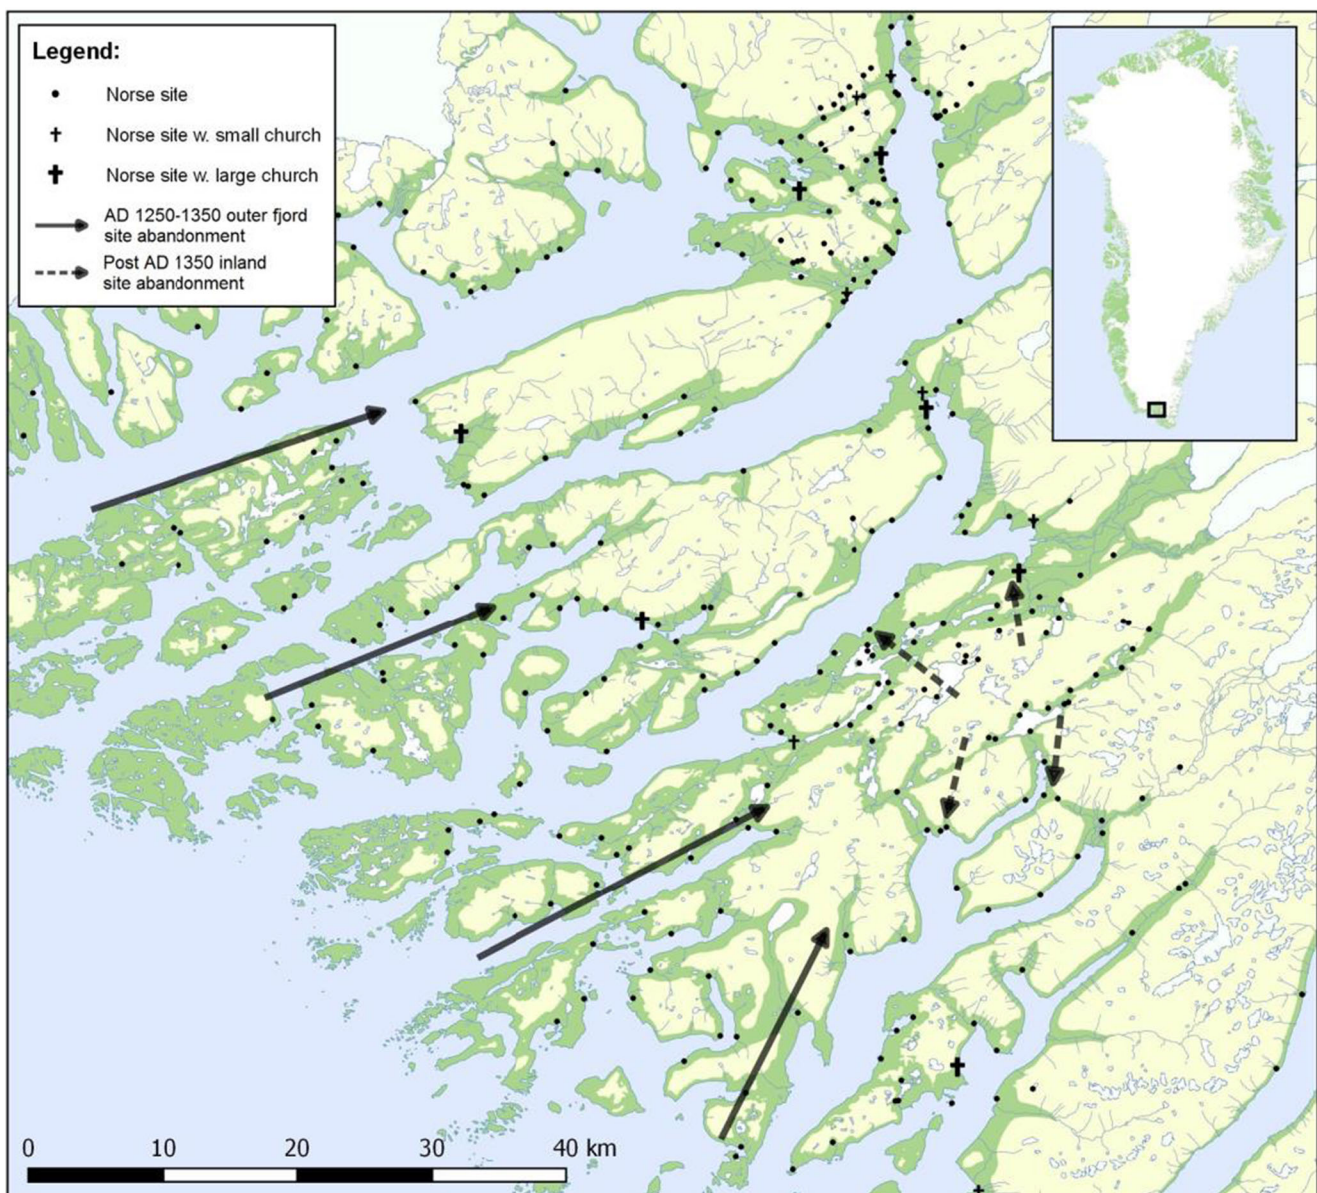 Legend:
Norse site
Norse site w. small church
Norse site w. large church
AD 1250-1350 outer fjord
site abandonment
Post AD 1350 inland
site abandonment
0 10 20 30 40 km